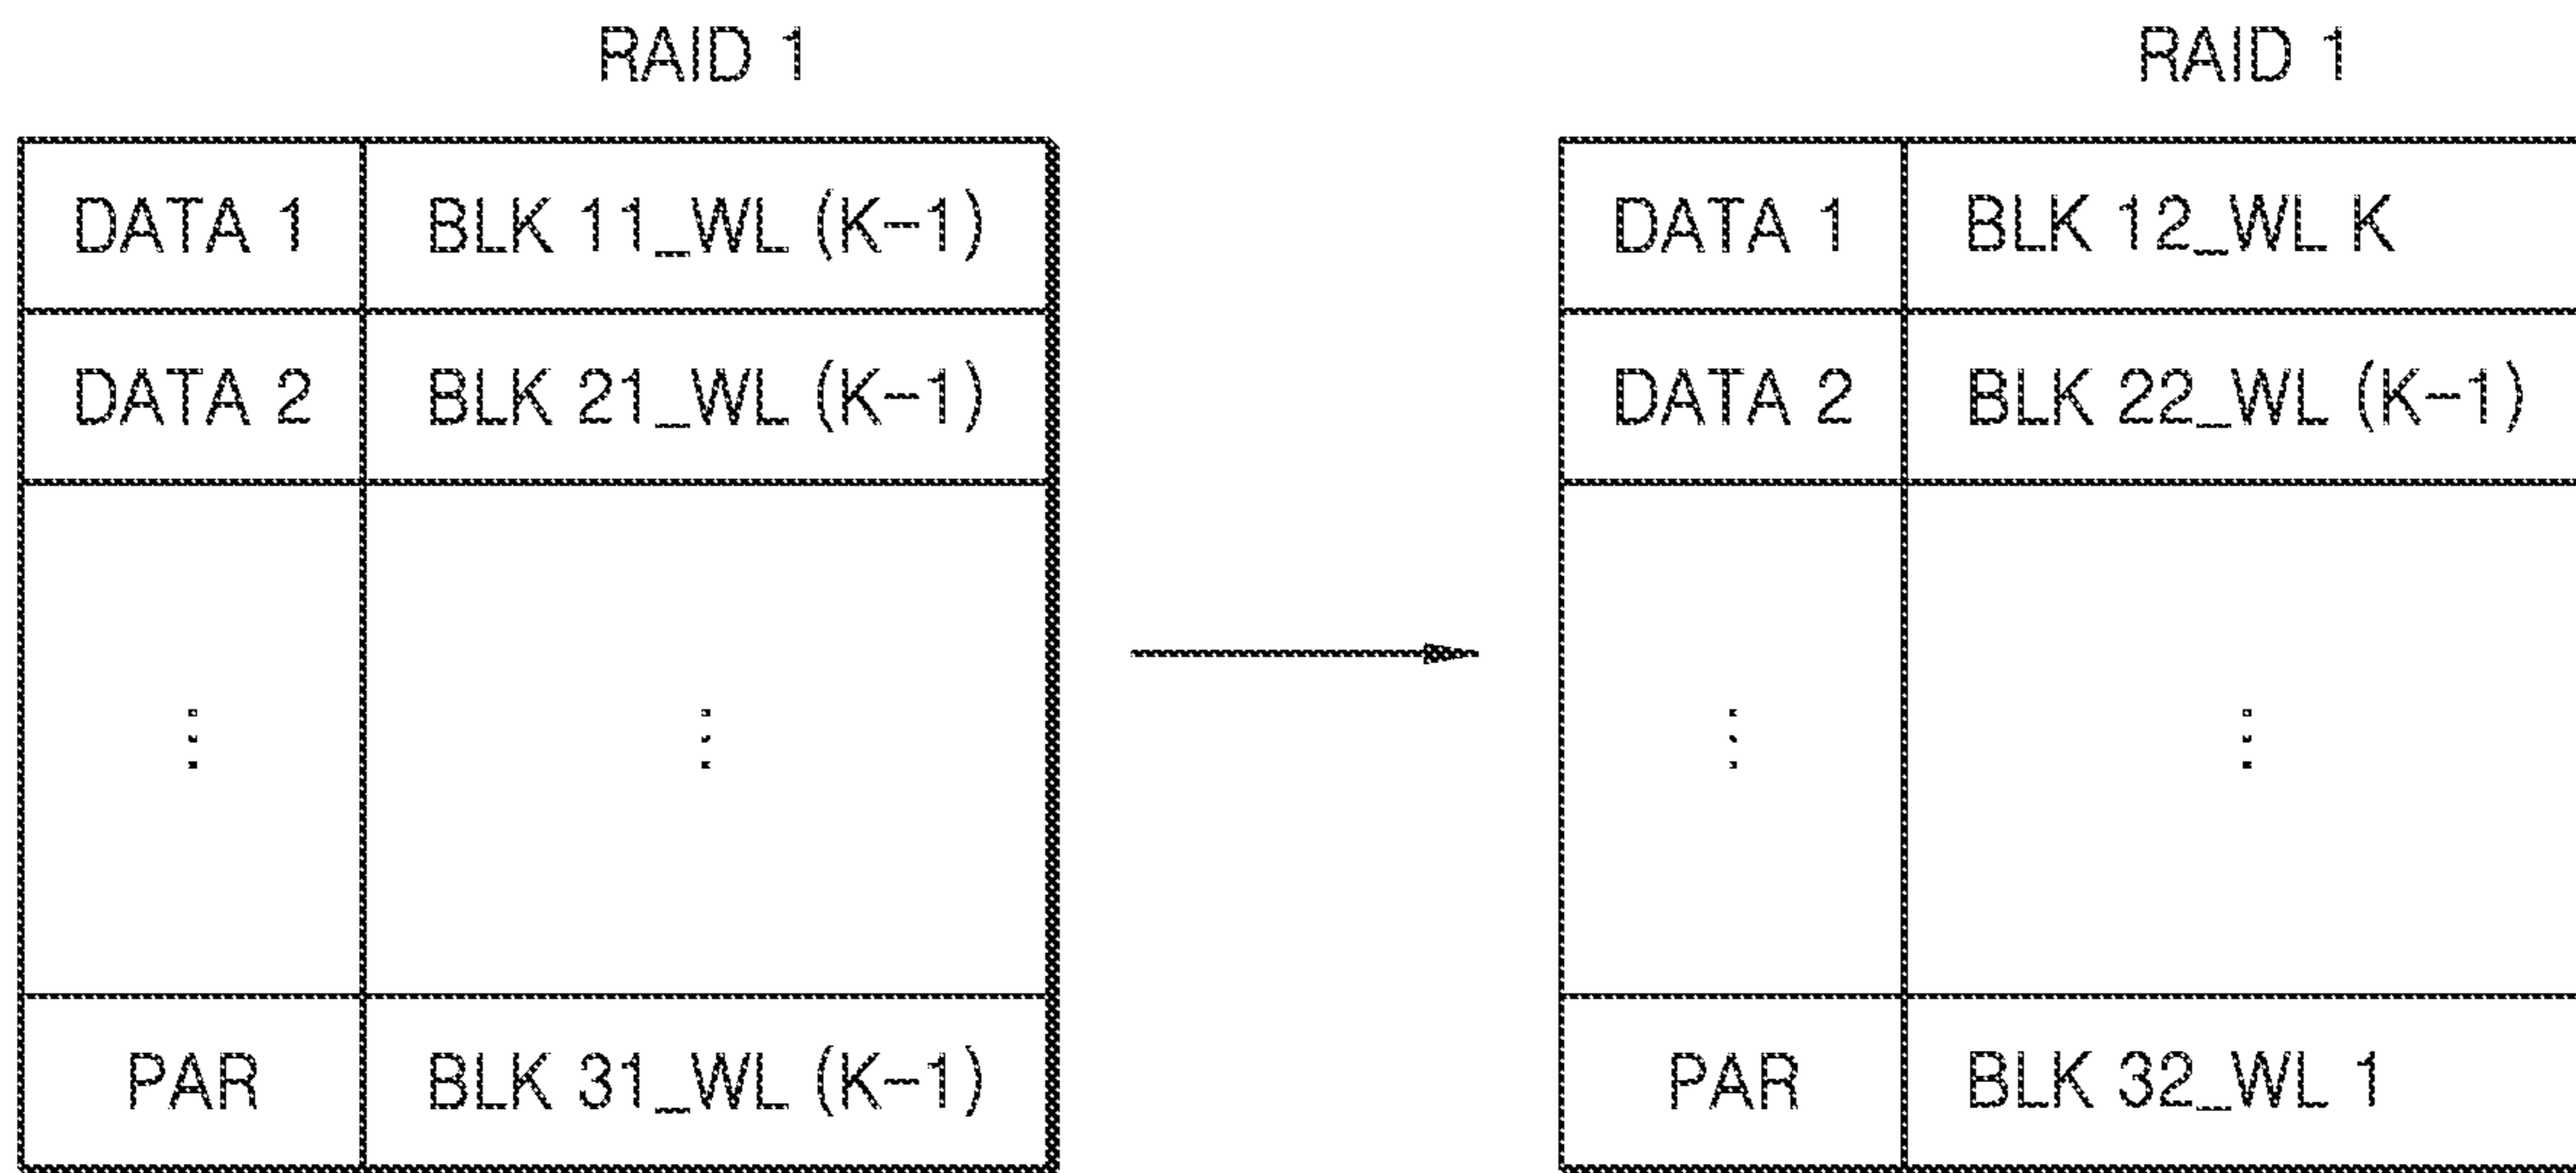 RAID 1
DATA 1 BLK 11_WL (K-1)
DATA 2 BLK 21_WL (K-1)
⋮ ⋮
PAR BLK 31_WL (K-1)
RAID 1
DATA 1 BLK 12_WL K
DATA 2 BLK 22_WL (K-1)
⋮ ⋮
PAR BLK 32_WL 1